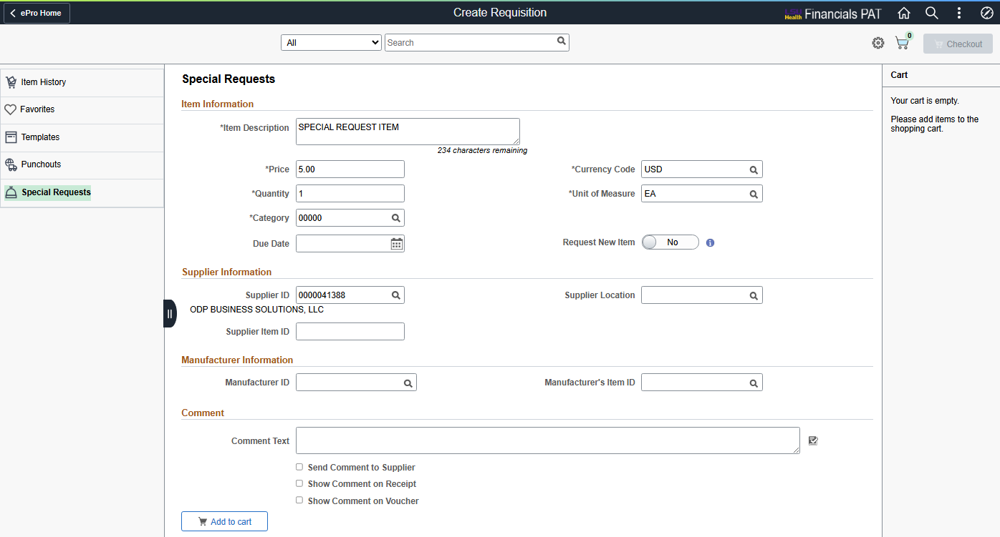 ePro Home
Create Requisition
LSU Health Financials PAT
All
Search
0
Checkout
Item History
Favorites
Templates
Punchouts
Special Requests
Special Requests
Item Information
*Item Description SPECIAL REQUEST ITEM
234 characters remaining
*Price 5.00 *Currency Code USD
*Quantity 1 *Unit of Measure EA
*Category 00000
Due Date Request New Item No
Supplier Information
Supplier ID 0000041388 Supplier Location
ODP BUSINESS SOLUTIONS, LLC
Supplier Item ID
Manufacturer Information
Manufacturer ID Manufacturer's Item ID
Comment
Comment Text
Send Comment to Supplier
Show Comment on Receipt
Show Comment on Voucher
Add to cart
Cart
Your cart is empty.
Please add items to the
shopping cart.